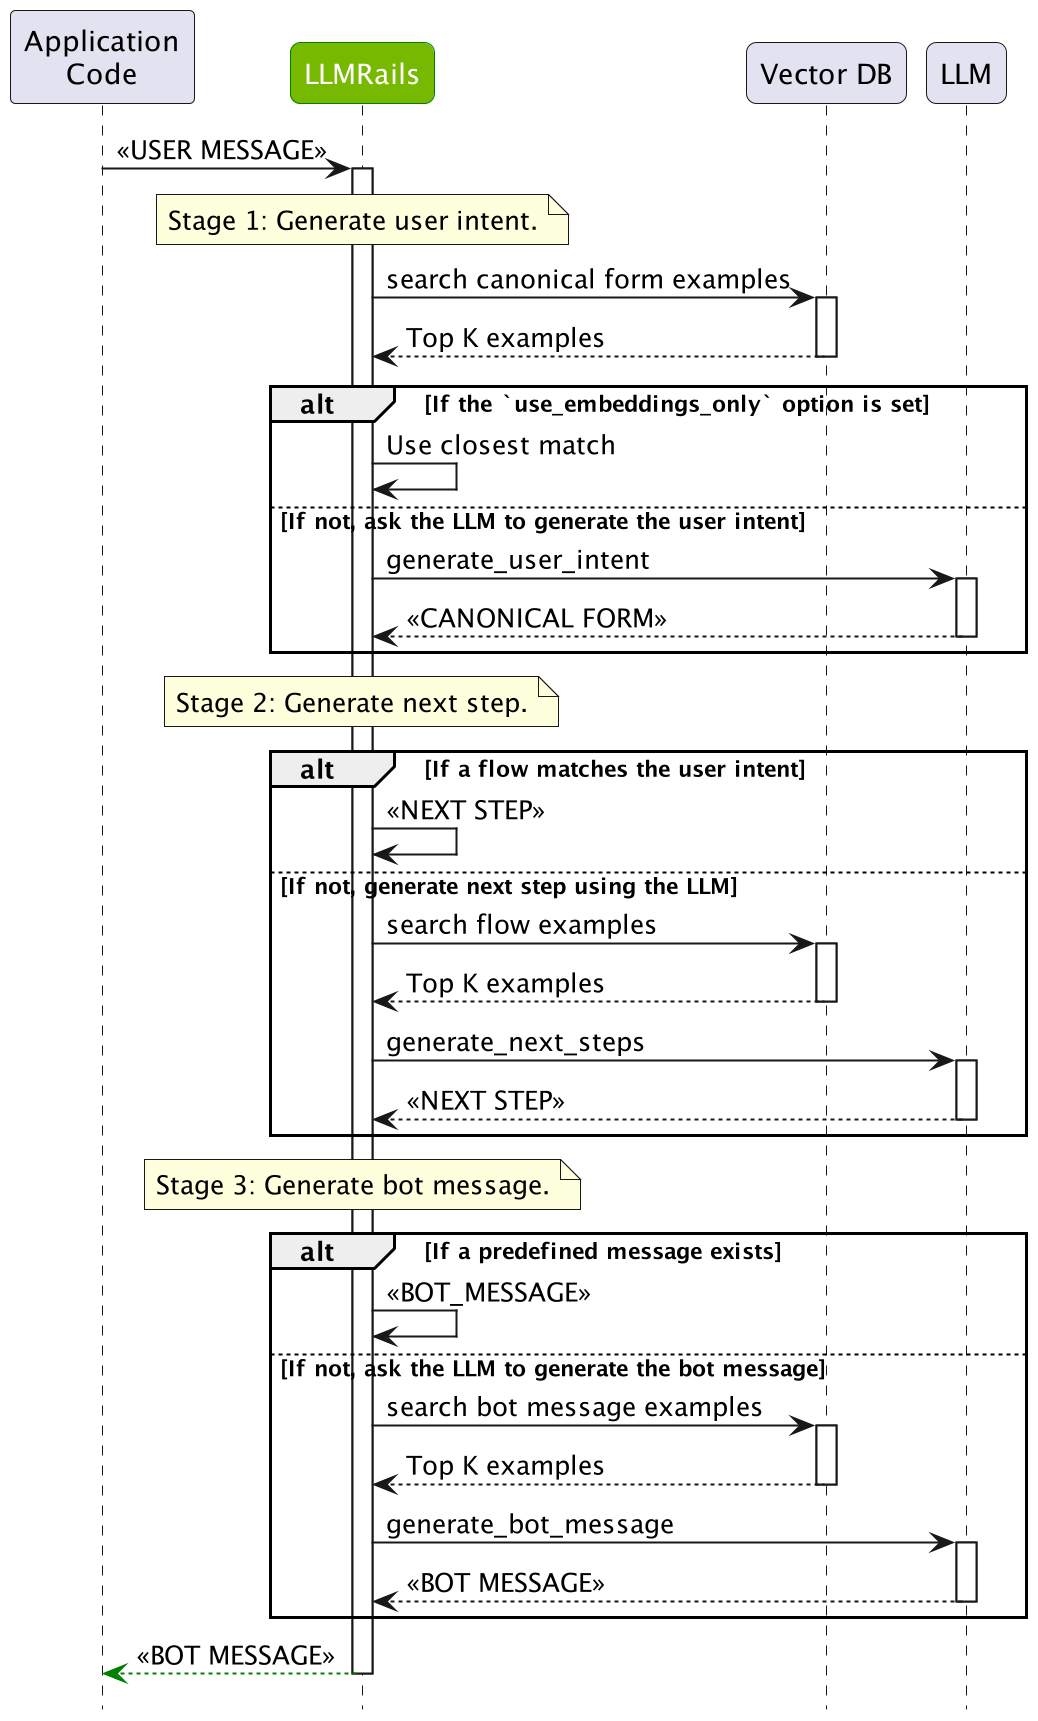 Application
Code
LLMRails
Vector DB
LLM
«USER MESSAGE»
Stage 1: Generate user intent.
search canonical form examples
Top K examples
alt [If the `use_embeddings_only` option is set]
Use closest match
[If not, ask the LLM to generate the user intent]
generate_user_intent
«CANONICAL FORM»
Stage 2: Generate next step.
alt [If a flow matches the user intent]
«NEXT STEP»
[If not, generate next step using the LLM]
search flow examples
Top K examples
generate_next_steps
«NEXT STEP»
Stage 3: Generate bot message.
alt [If a predefined message exists]
«BOT_MESSAGE»
[If not, ask the LLM to generate the bot message]
search bot message examples
Top K examples
generate_bot_message
«BOT MESSAGE»
«BOT MESSAGE»